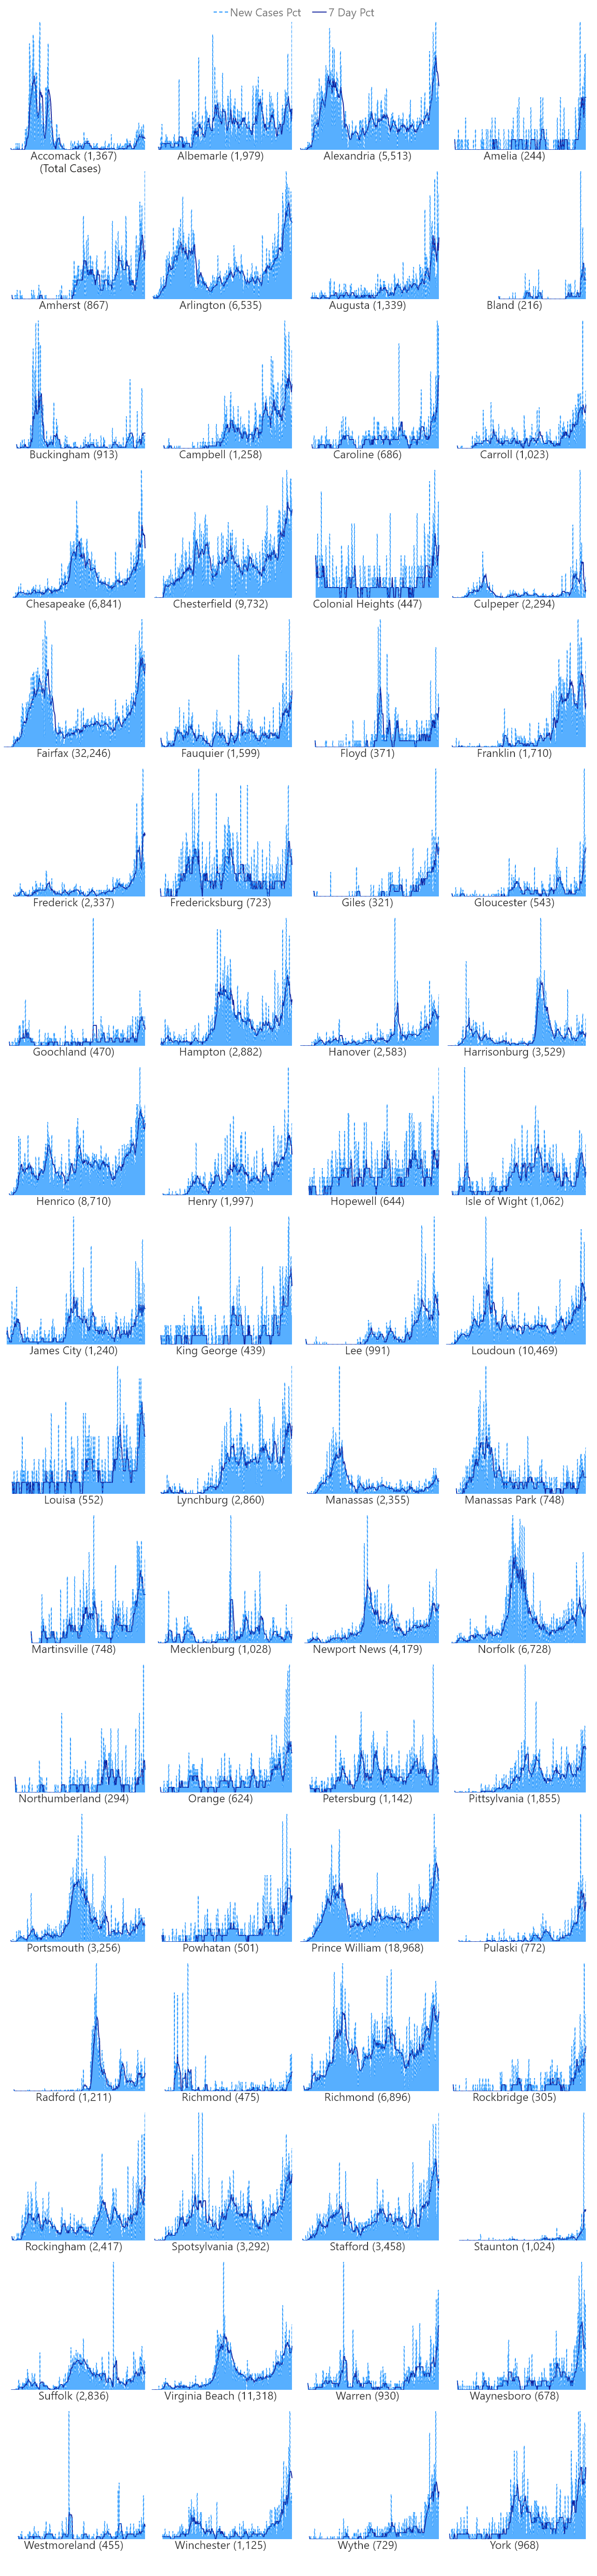 New Cases Pct 7 Day Pct
Accomack (1,367) Albemarle (1,979) Alexandria (5,513) Amelia (244)
(Total Cases)
Amherst (867) Arlington (6,535) Augusta (1,339) Bland (216)
Buckingham (913) Campbell (1,258) Caroline (686) Carroll (1,023)
Chesapeake (6,841) Chesterfield (9,732) Colonial Heights (447) Culpeper (2,294)
Fairfax (32,246) Fauquier (1,599) Floyd (371) Franklin (1,710)
Frederick (2,337) Fredericksburg (723) Giles (321) Gloucester (543)
Goochland (470) Hampton (2,882) Hanover (2,583) Harrisonburg (3,529)
Henrico (8,710) Henry (1,997) Hopewell (644) Isle of Wight (1,062)
James City (1,240) King George (439) Lee (991) Loudoun (10,469)
Louisa (552) Lynchburg (2,860) Manassas (2,355) Manassas Park (748)
Martinsville (748) Mecklenburg (1,028) Newport News (4,179) Norfolk (6,728)
Northumberland (294) Orange (624) Petersburg (1,142) Pittsylvania (1,855)
Portsmouth (3,256) Powhatan (501) Prince William (18,968) Pulaski (772)
Radford (1,211) Richmond (475) Richmond (6,896) Rockbridge (305)
Rockingham (2,417) Spotsylvania (3,292) Stafford (3,458) Staunton (1,024)
Suffolk (2,836) Virginia Beach (11,318) Warren (930) Waynesboro (678)
Westmoreland (455) Winchester (1,125) Wythe (729) York (968)